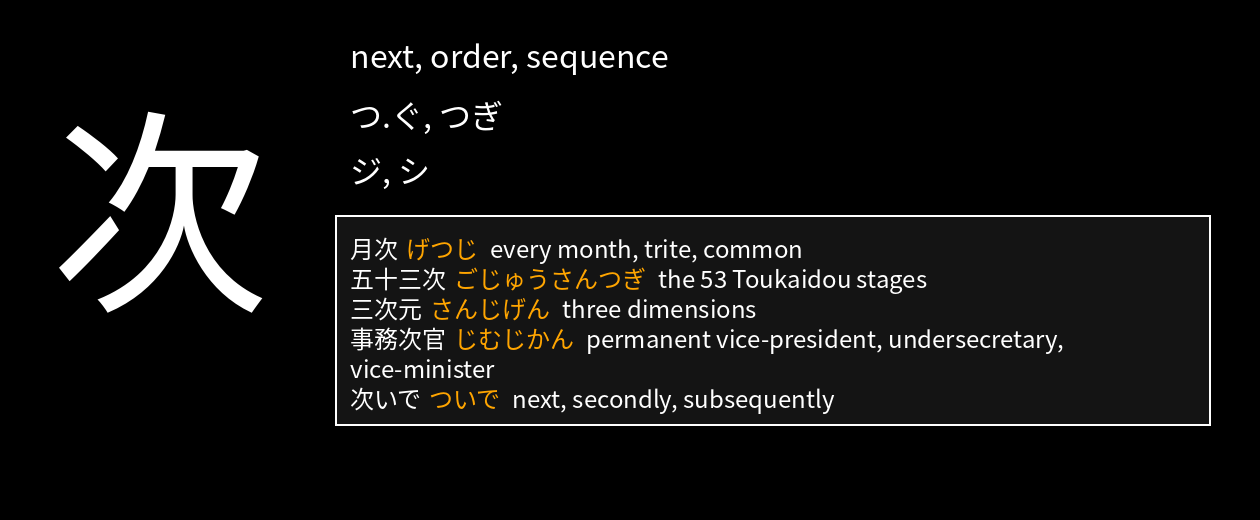 次
next, order, sequence
つ.ぐ, つぎ
ジ, シ
月次 げつじ every month, trite, common
五十三次 ごじゅうさんつぎ the 53 Toukaidou stages
三次元 さんじげん three dimensions
事務次官 じむじかん permanent vice-president, undersecretary,
vice-minister
次いで ついで next, secondly, subsequently